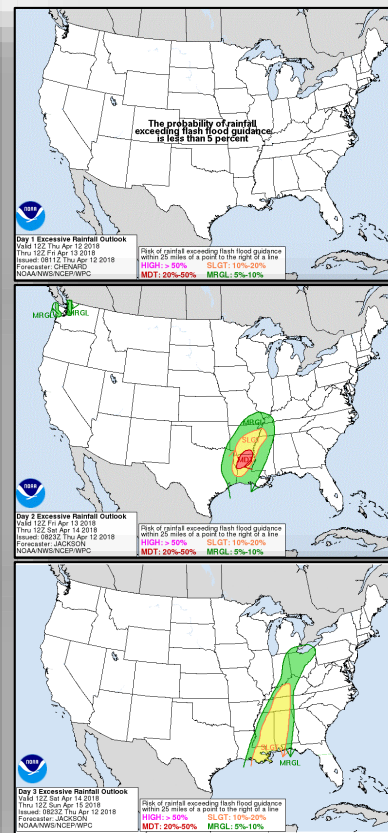 The probability of rainfall
exceeding flash flood guidance
is less than 5 percent
NOAA
Day 1 Excessive Rainfall Outlook
Valid 12Z Thu Apr 12 2018
Thru 12Z Fri Apr 13 2018
Issued: 0811Z Thu Apr 12 2018
Forecaster: CHENARD
NOAA/NWS/NCEP/WPC
Risk of rainfall exceeding flash flood guidance
within 25 miles of a point to the right of a line
HIGH: > 50% SLGT: 10%-20%
MDT: 20%-50% MRGL: 5%-10%
MRGL MRGL
MRGL
SLGT
MDT
NOAA
Day 2 Excessive Rainfall Outlook
Valid 12Z Fri Apr 13 2018
Thru 12Z Sat Apr 14 2018
Issued: 0823Z Thu Apr 12 2018
Forecaster: JACKSON
NOAA/NWS/NCEP/WPC
Risk of rainfall exceeding flash flood guidance
within 25 miles of a point to the right of a line
HIGH: > 50% SLGT: 10%-20%
MDT: 20%-50% MRGL: 5%-10%
SLGT
MRGL
NOAA
Day 3 Excessive Rainfall Outlook
Valid 12Z Sat Apr 14 2018
Thru 12Z Sun Apr 15 2018
Issued: 0823Z Thu Apr 12 2018
Forecaster: JACKSON
NOAA/NWS/NCEP/WPC
Risk of rainfall exceeding flash flood guidance
within 25 miles of a point to the right of a line
HIGH: > 50% SLGT: 10%-20%
MDT: 20%-50% MRGL: 5%-10%